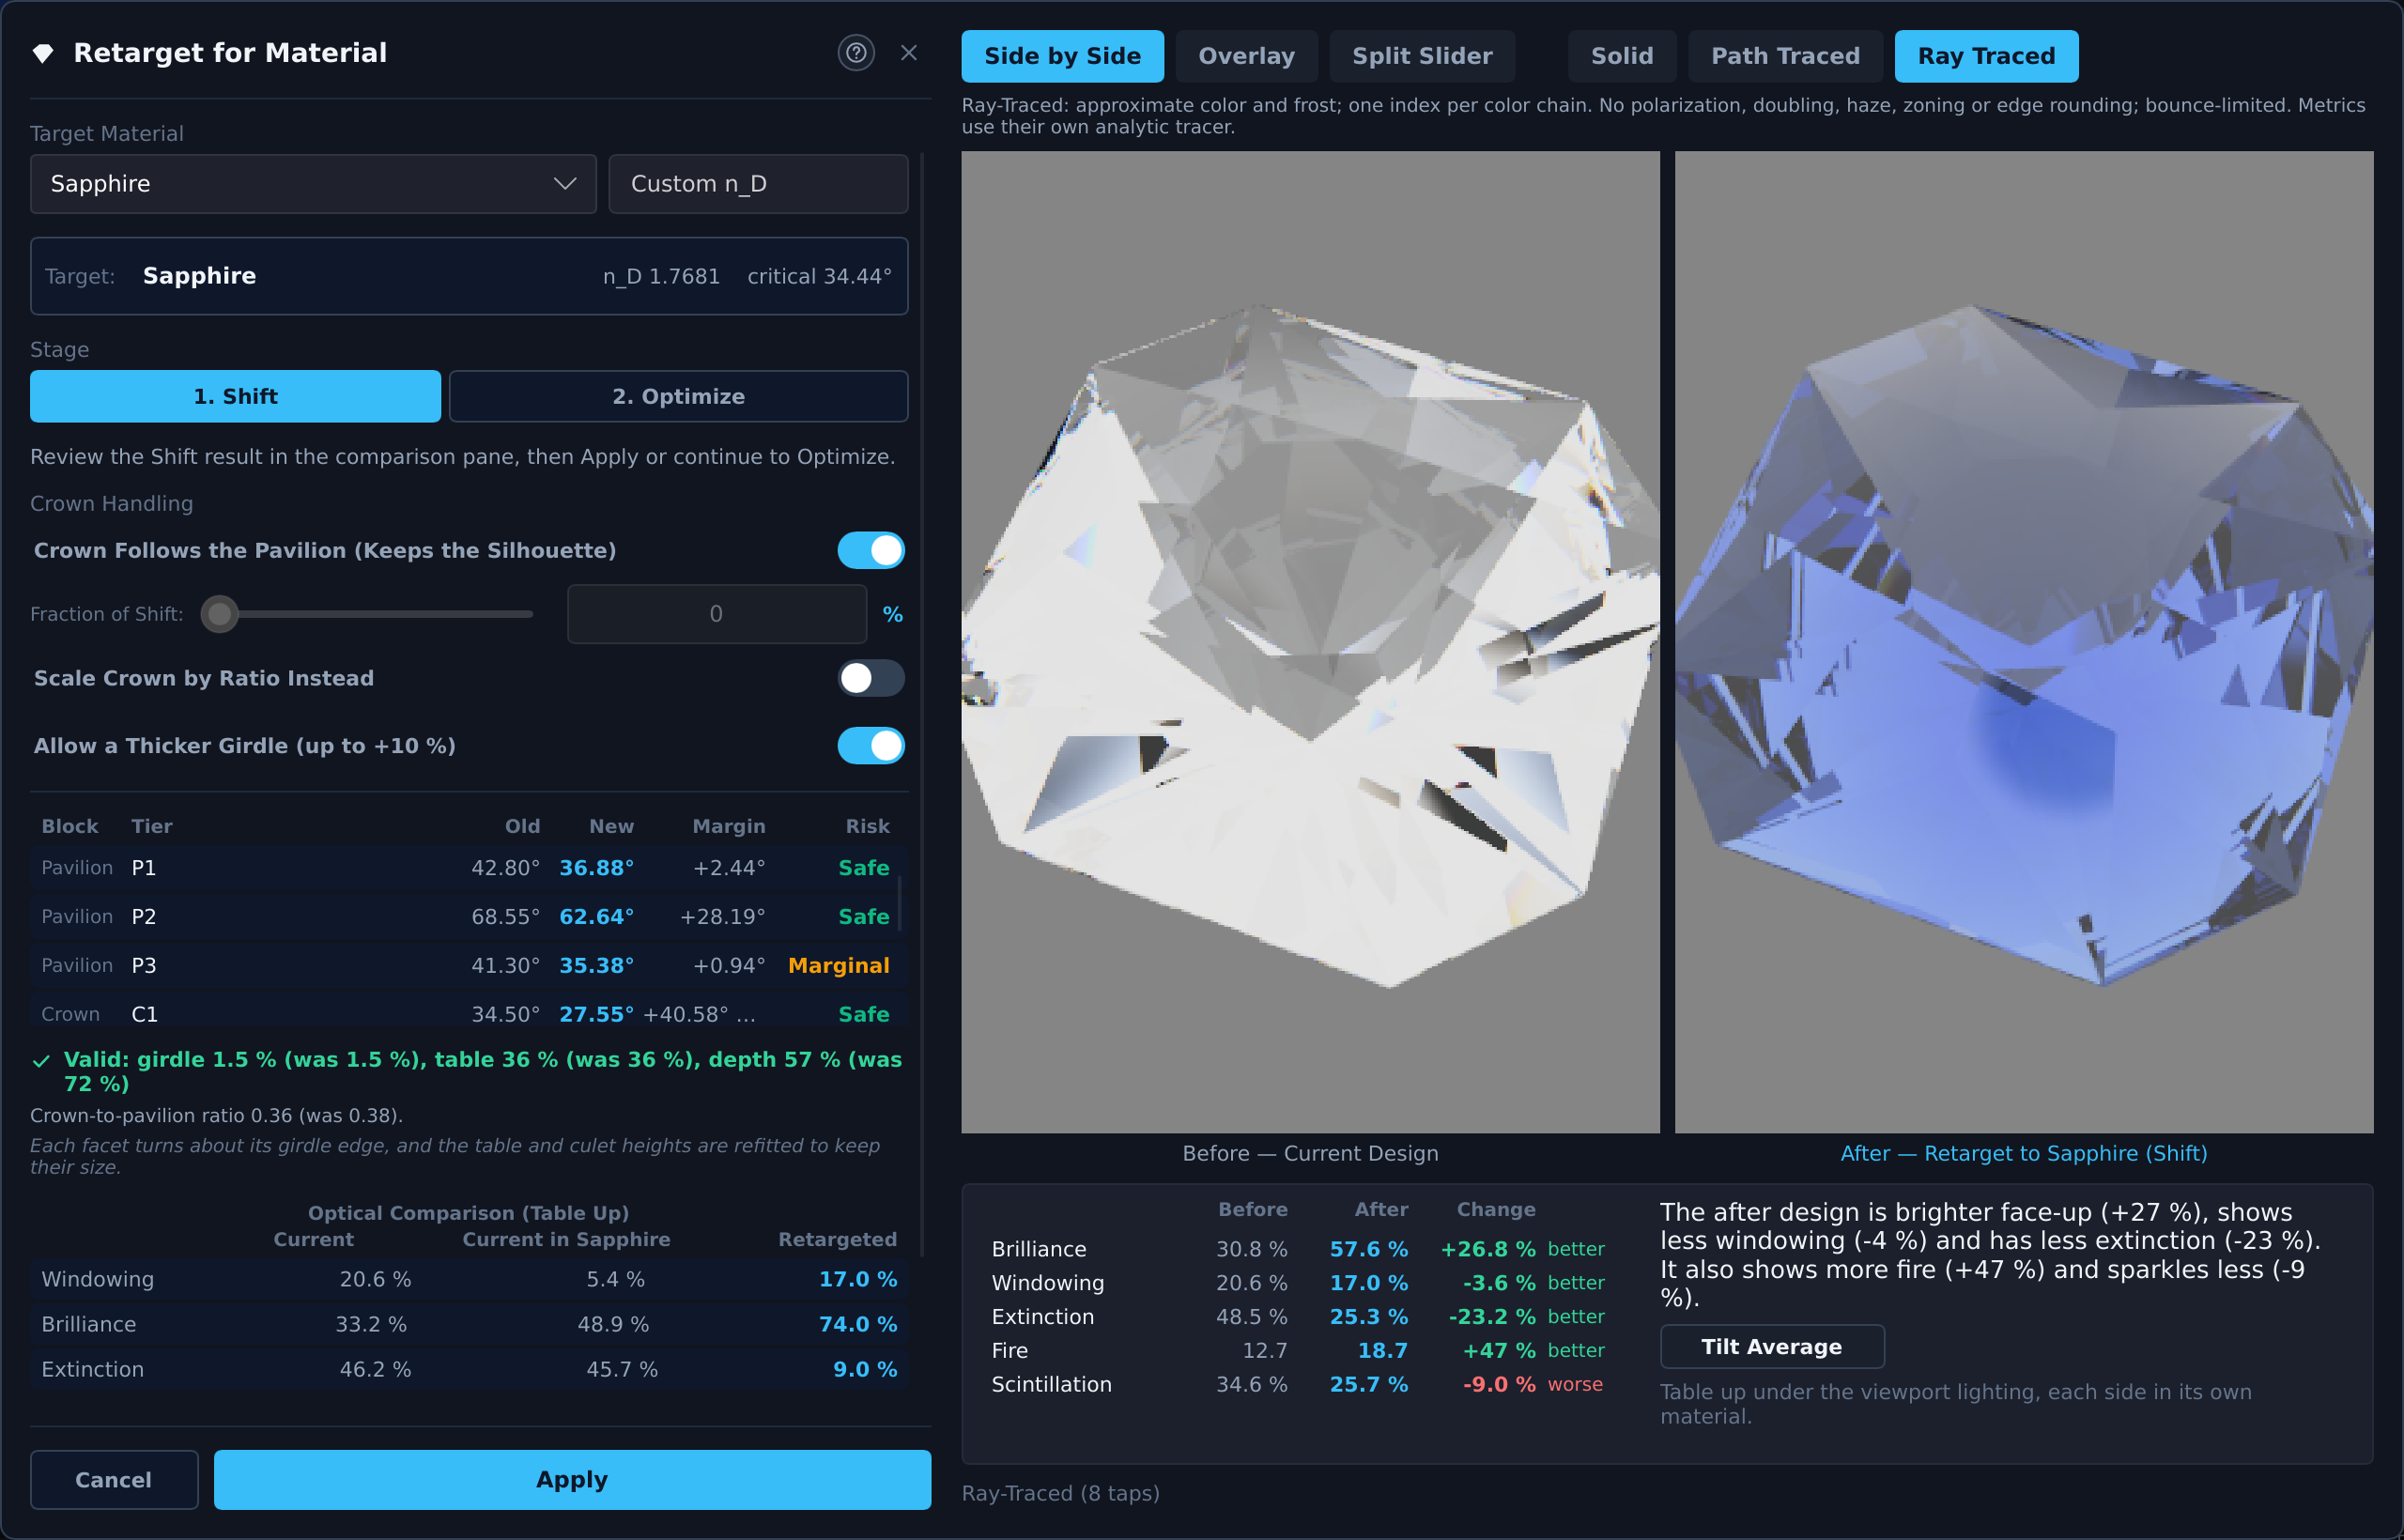 Retarget for Material
Target Material
Sapphire
Custom n_D
Target: Sapphire n_D 1.7681 critical 34.44°
Stage
1. Shift
2. Optimize
Review the Shift result in the comparison pane, then Apply or continue to Optimize.
Crown Handling
Crown Follows the Pavilion (Keeps the Silhouette)
Fraction of Shift: 0 %
Scale Crown by Ratio Instead
Allow a Thicker Girdle (up to +10 %)
Block Tier Old New Margin Risk
Pavilion P1 42.80° 36.88° +2.44° Safe
Pavilion P2 68.55° 62.64° +28.19° Safe
Pavilion P3 41.30° 35.38° +0.94° Marginal
Crown C1 34.50° 27.55° +40.58° ... Safe
Valid: girdle 1.5 % (was 1.5 %), table 36 % (was 36 %), depth 57 % (was
72 %)
Crown-to-pavilion ratio 0.36 (was 0.38).
Each facet turns about its girdle edge, and the table and culet heights are refitted to keep
their size.
Optical Comparison (Table Up)
Current Current in Sapphire Retargeted
Windowing 20.6 % 5.4 % 17.0 %
Brilliance 33.2 % 48.9 % 74.0 %
Extinction 46.2 % 45.7 % 9.0 %
Cancel
Apply
Side by Side
Overlay
Split Slider
Solid
Path Traced
Ray Traced
Ray-Traced: approximate color and frost; one index per color chain. No polarization, doubling, haze, zoning or edge rounding; bounce-limited. Metrics
use their own analytic tracer.
Before — Current Design
After — Retarget to Sapphire (Shift)
Before After Change
Brilliance 30.8 % 57.6 % +26.8 % better
Windowing 20.6 % 17.0 % -3.6 % better
Extinction 48.5 % 25.3 % -23.2 % better
Fire 12.7 18.7 +47 % better
Scintillation 34.6 % 25.7 % -9.0 % worse
The after design is brighter face-up (+27 %), shows
less windowing (-4 %) and has less extinction (-23 %).
It also shows more fire (+47 %) and sparkles less (-9
%).
Tilt Average
Table up under the viewport lighting, each side in its own
material.
Ray-Traced (8 taps)